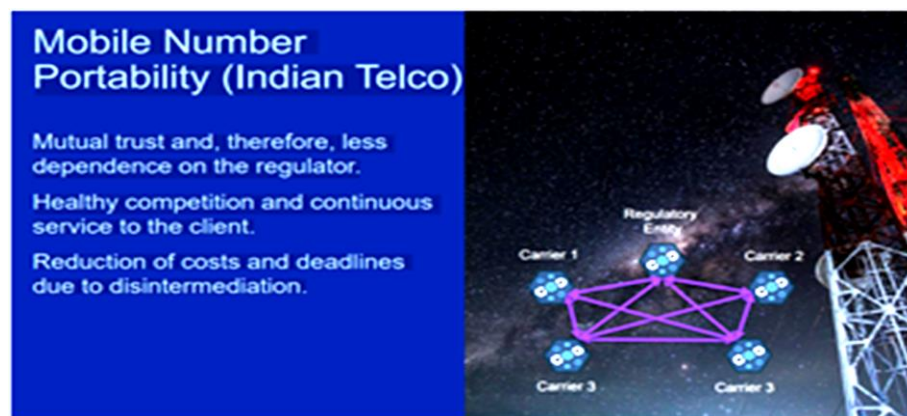 Mobile Number
Portability (Indian Telco)
Mutual trust and, therefore, less
dependence on the regulator.
Healthy competition and continuous
service to the client.
Reduction of costs and deadlines
due to disintermediation.
Regulatory
Entity
Carrier 1
Carrier 2
Carrier 3
Carrier 3